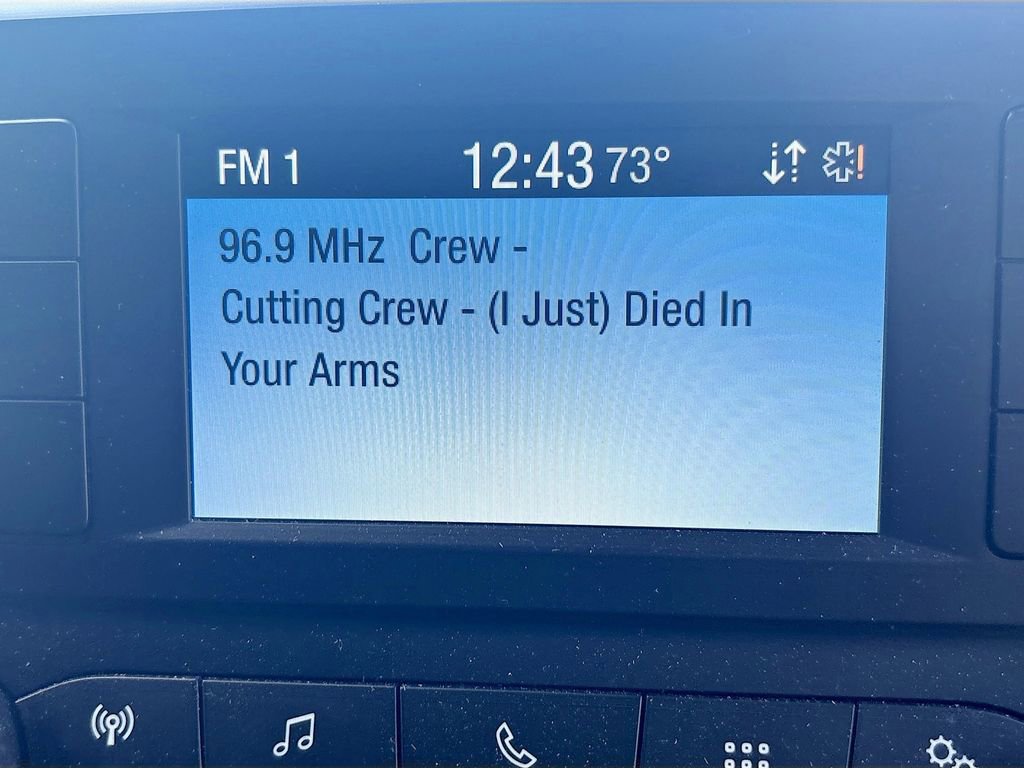 FM 1 12:43 73°
96.9 MHz Crew -
Cutting Crew - (I Just) Died In
Your Arms